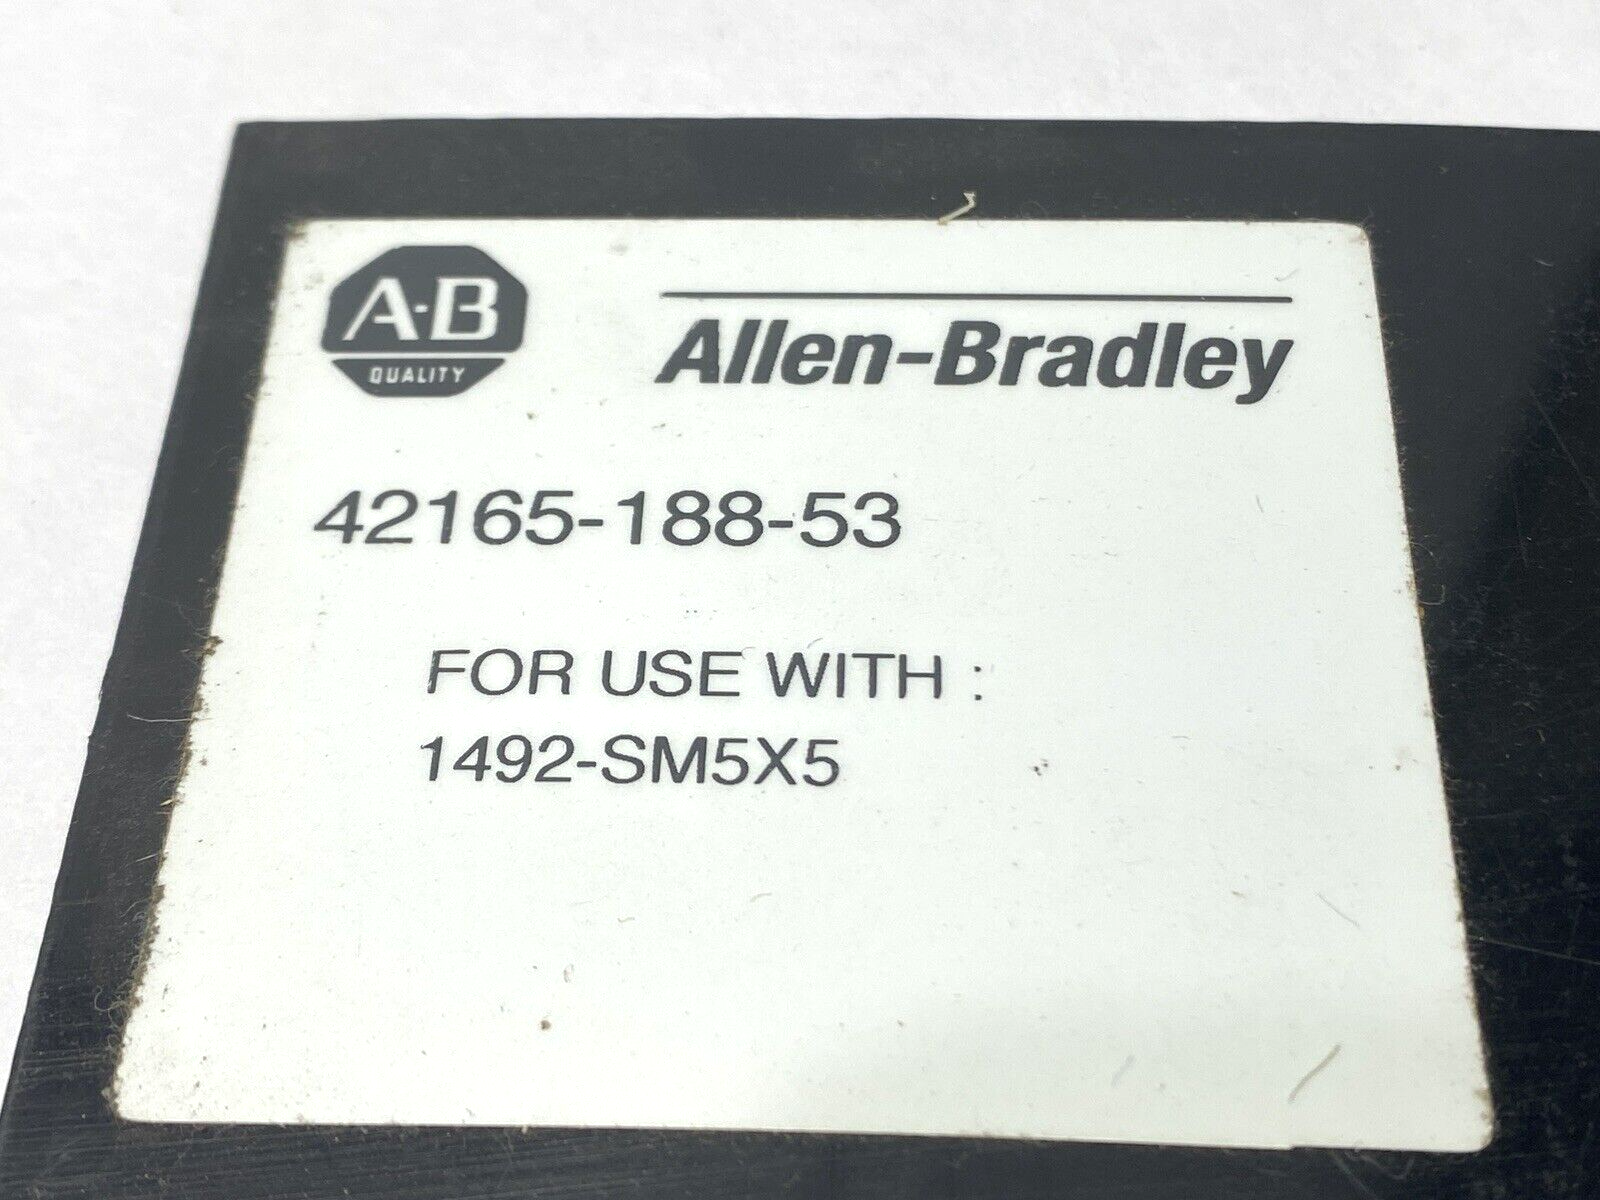 A-B
QUALITY
Allen-Bradley
42165-188-53
FOR USE WITH :
1492-SM5X5